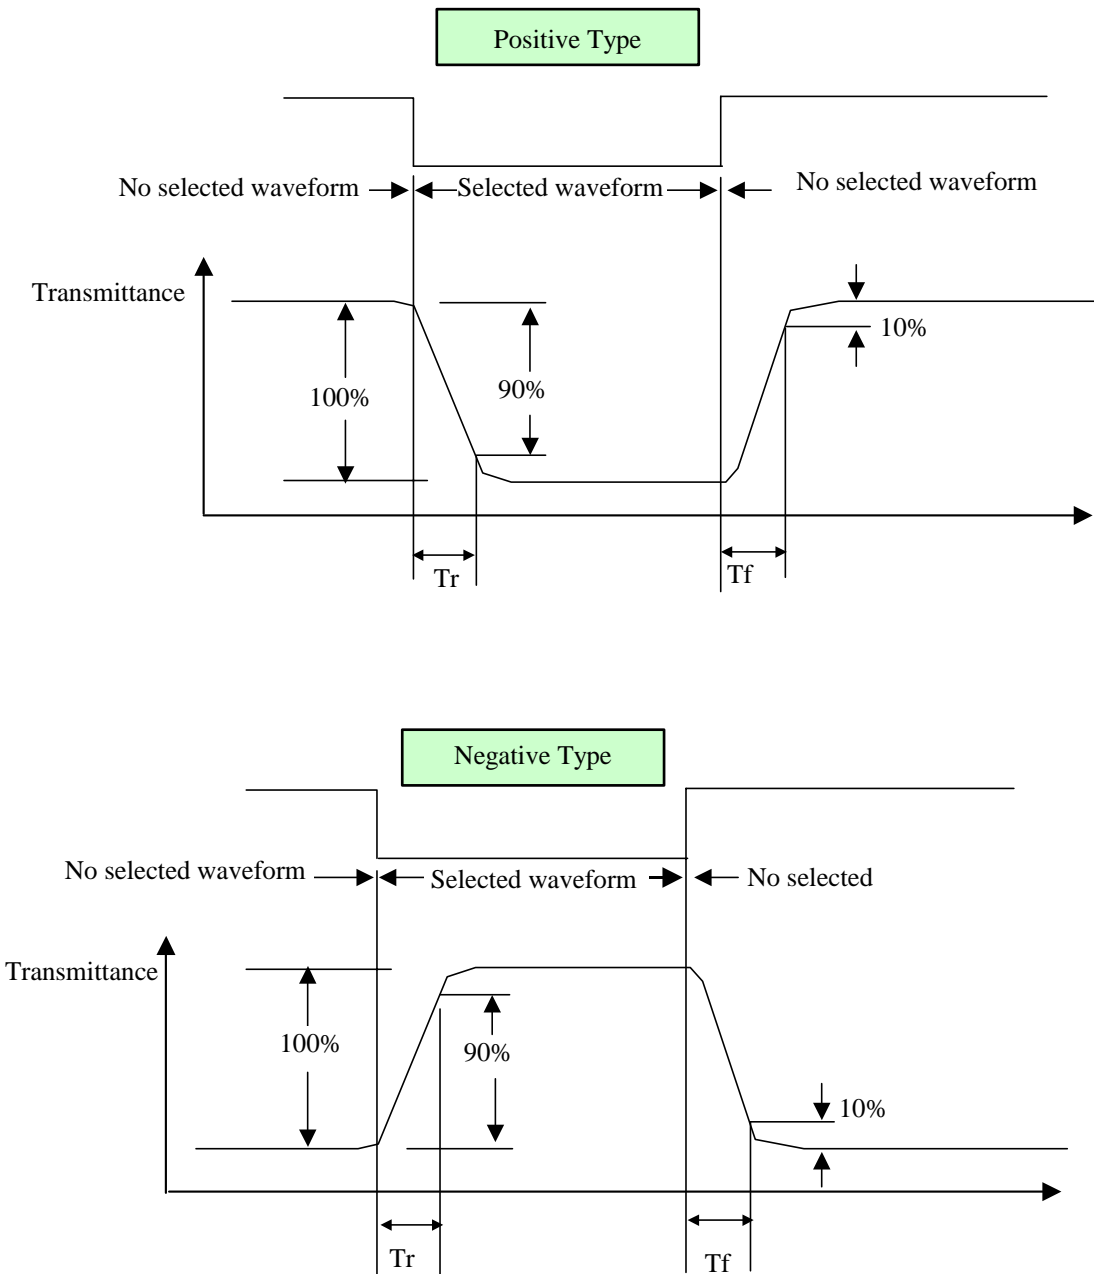 Positive Type
No selected waveform
Selected waveform
No selected waveform
Transmittance
10%
90%
100%
Tr
Tf
Negative Type
No selected waveform
Selected waveform
No selected
Transmittance
100%
90%
10%
Tr
Tf